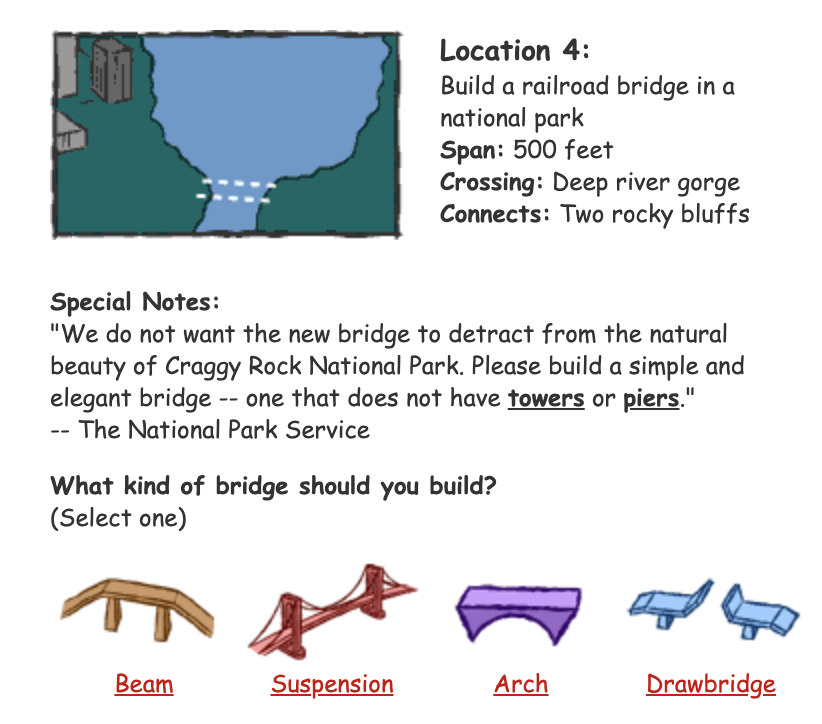 Location 4:
Build a railroad bridge in a
national park
Span: 500 feet
Crossing: Deep river gorge
Connects: Two rocky bluffs
Special Notes:
"We do not want the new bridge to detract from the natural
beauty of Craggy Rock National Park. Please build a simple and
elegant bridge -- one that does not have towers or piers."
-- The National Park Service
What kind of bridge should you build?
(Select one)
Beam
Suspension
Arch
Drawbridge